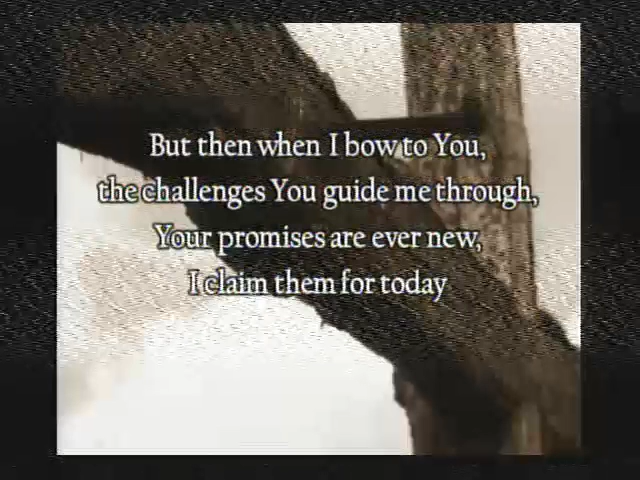 But then when I bow to You,
the challenges You guide me through,
Your promises are ever new,
I claim them for today